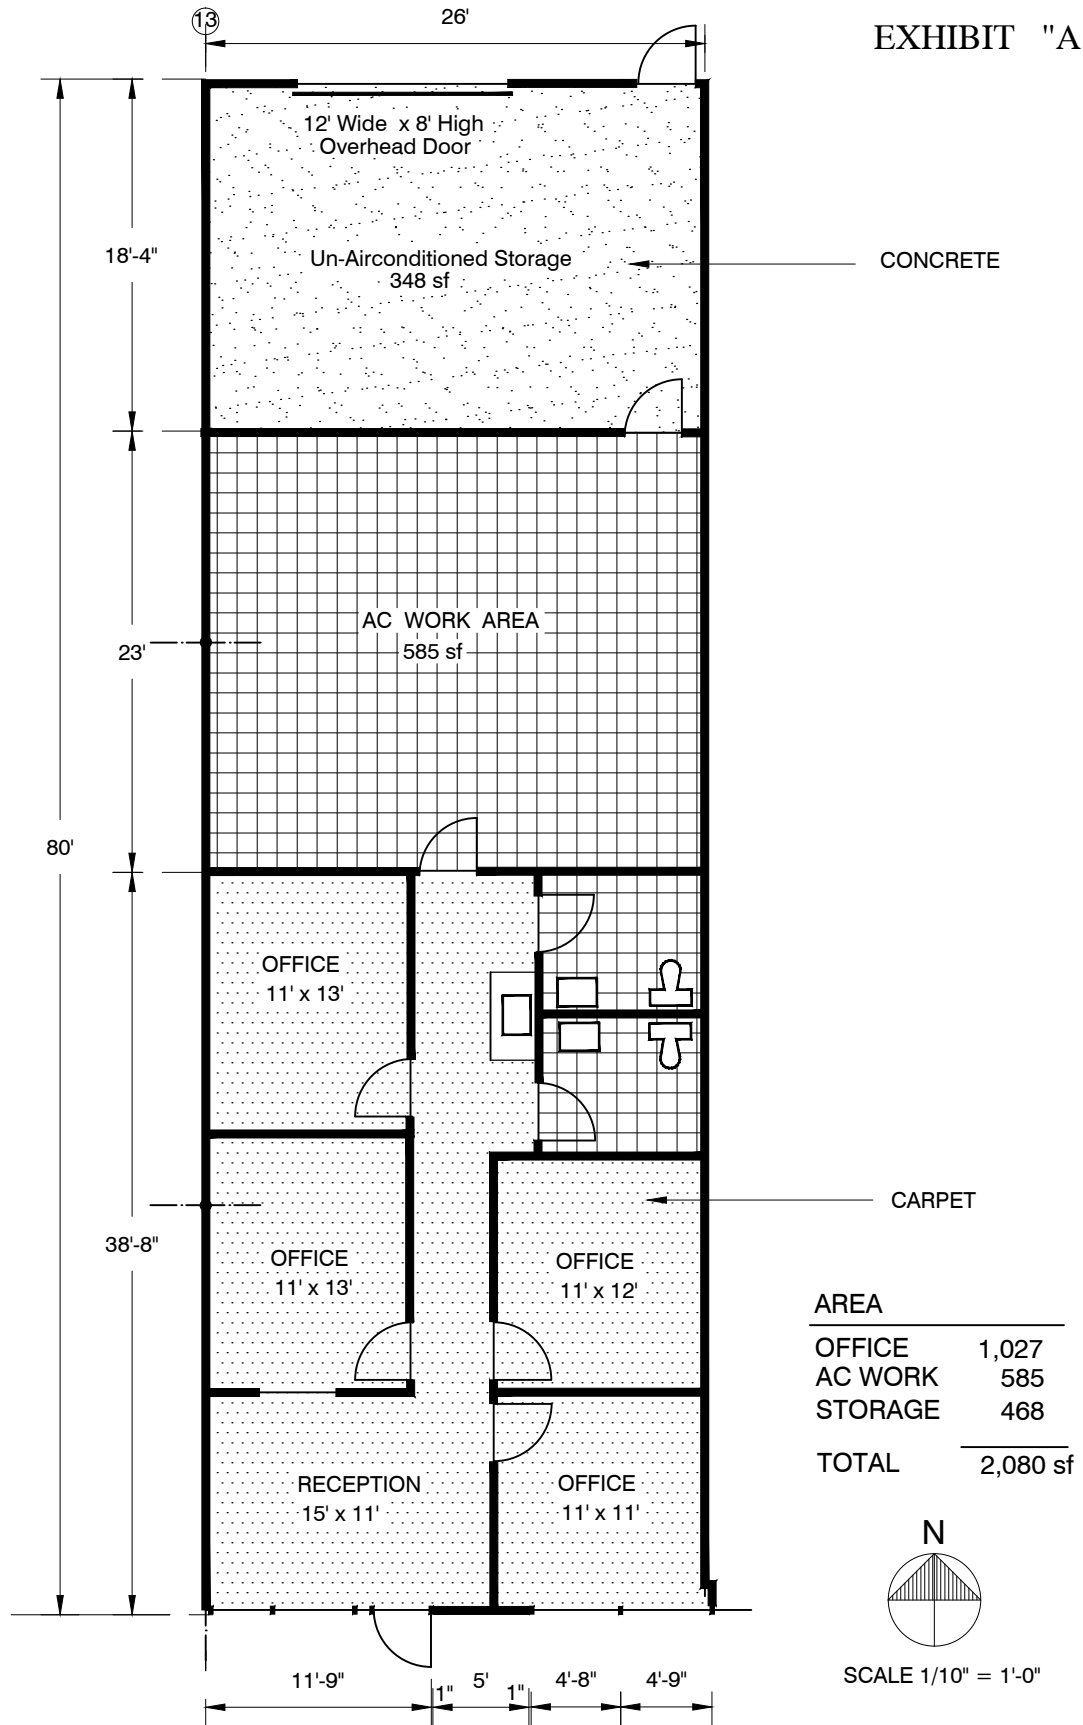 13
26'
EXHIBIT "A
12' Wide x 8' High
Overhead Door
18'-4"
Un-Airconditioned Storage
348 sf
CONCRETE
AC WORK AREA
585 sf
23'
80'
OFFICE
11' x 13'
CARPET
38'-8"
OFFICE
11' x 13'
OFFICE
11' x 12'
AREA
OFFICE 1,027
AC WORK 585
STORAGE 468
TOTAL 2,080 sf
RECEPTION
15' x 11'
OFFICE
11' x 11'
N
SCALE 1/10" = 1'-0"
11'-9" 1" 5' 1" 4'-8" 4'-9"